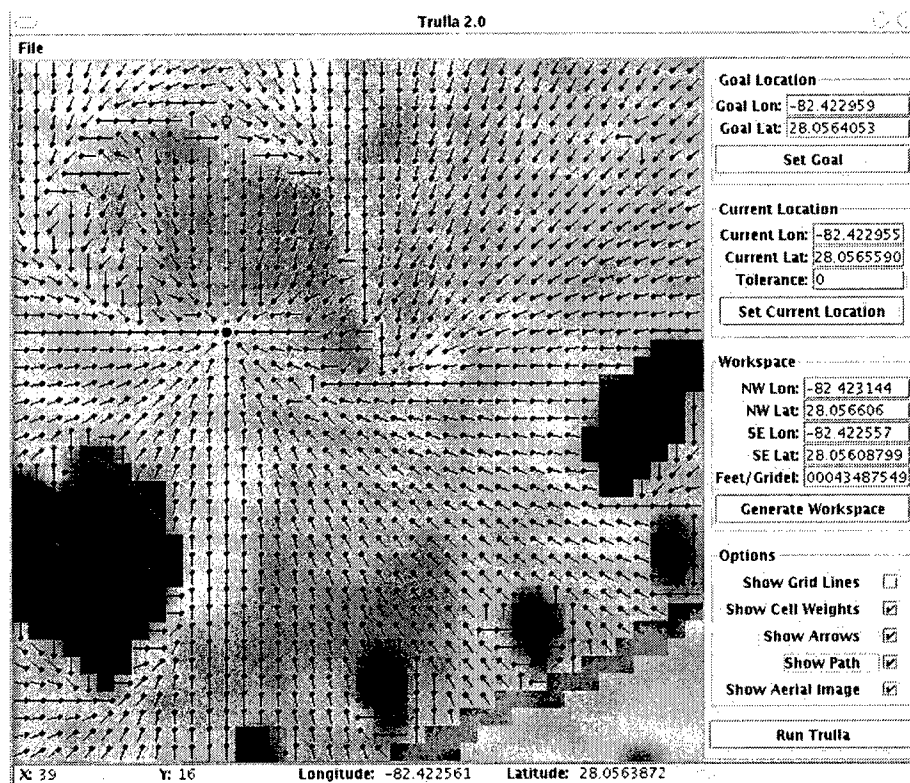 Trulla 2.0
File
Goal Location
Goal Lon: -82.422959
Goal Lat: 28.0564053
Set Goal
Current Location
Current Lon: -82.422955
Current Lat: 28.0565590
Tolerance: 0
Set Current Location
Workspace
NW Lon: -82.423144
NW Lat: 28.056606
SE Lon: -82.422557
SE Lat: 28.05608799
Feet/Gridel: 00043487549
Generate Workspace
Options
Show Grid Lines
Show Cell Weights
Show Arrows
Show Path
Show Aerial Image
Run Trulla
X: 39 Y: 16 Longitude: -82.422561 Latitude: 28.0563872